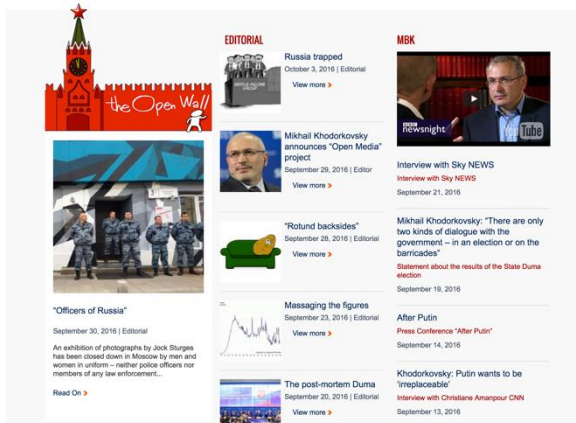 the Open Wall
"Officers of Russia"
September 30, 2016 | Editorial
An exhibition of photographs by Jock Sturges
has been closed down in Moscow by men and
women in uniform – neither police officers nor
members of any law enforcement...
Read On
EDITORIAL
Russia trapped
October 3, 2016 | Editorial
View more
Mikhail Khodorkovsky
announces "Open Media"
project
September 29, 2016 | Editor
View more
"Rotund backsides"
September 28, 2016 | Editorial
View more
Massaging the figures
September 23, 2016 | Editorial
View more
The post-mortem Duma
September 20, 2016 | Editorial
View more
MBK
BBC
newsnight
YouTube
Interview with Sky NEWS
Interview with Sky NEWS
September 21, 2016
Mikhail Khodorkovsky: "There are only
two kinds of dialogue with the
government – in an election or on the
barricades"
Statement about the results of the State Duma
election
September 19, 2016
After Putin
Press Conference "After Putin"
September 14, 2016
Khodorkovsky: Putin wants to be
'irreplaceable'
Interview with Christiane Amanpour CNN
September 13, 2016